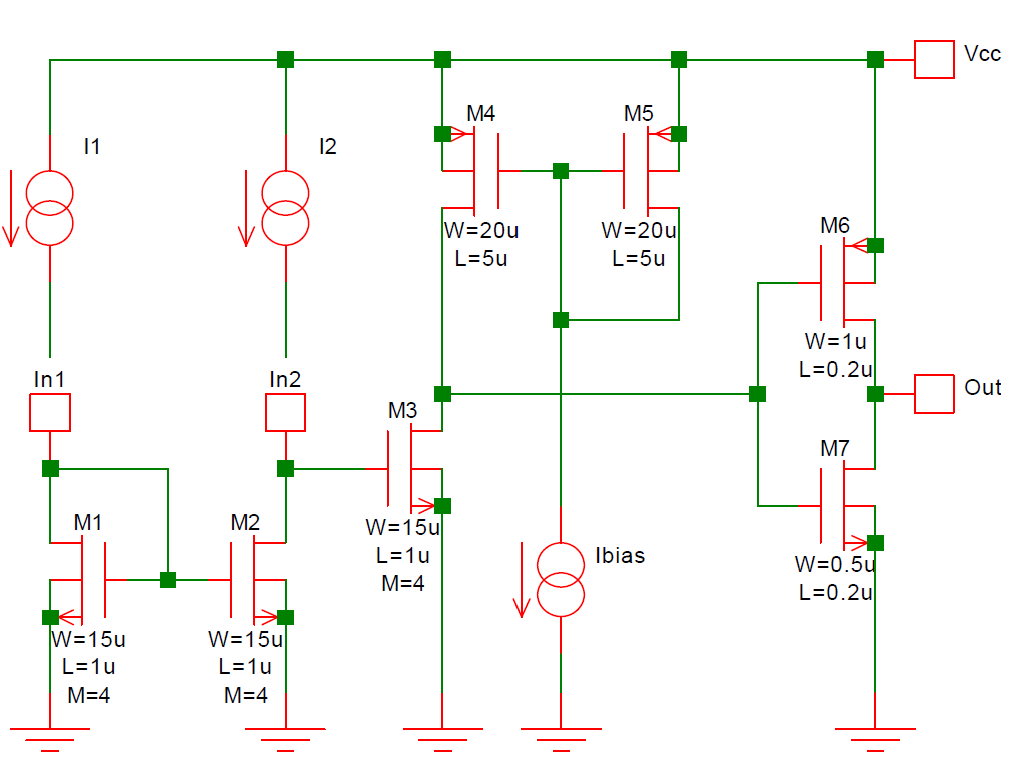 Vcc
M4
M5
I1
I2
M6
W=20u
L=5u
W=20u
L=5u
W=1u
L=0.2u
In1
In2
Out
M3
M7
M1
M2
W=15u
L=1u
M=4
Ibias
W=0.5u
L=0.2u
W=15u
L=1u
M=4
W=15u
L=1u
M=4